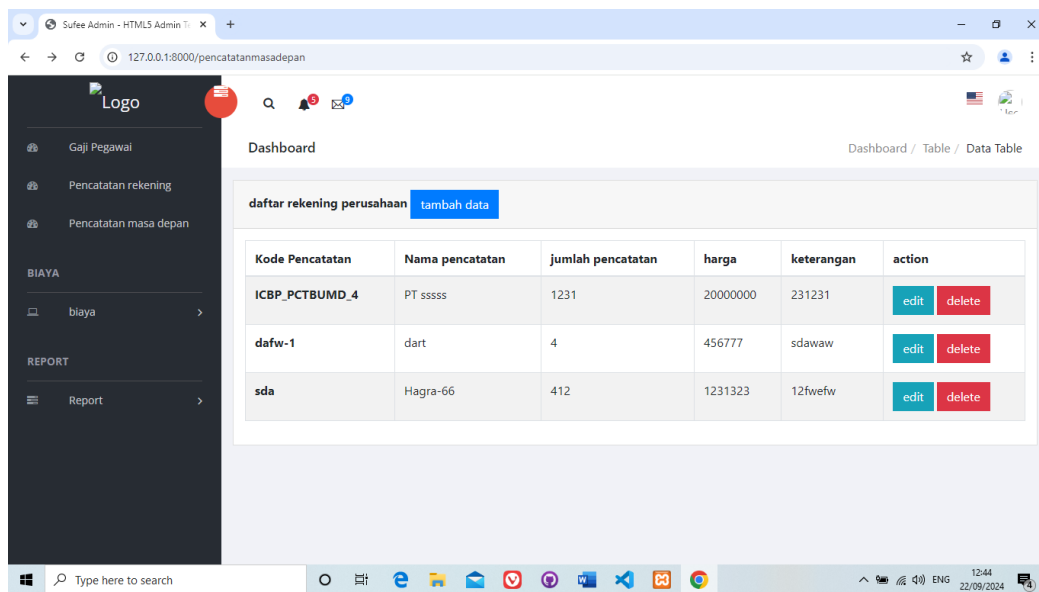 Sufee Admin - HTML5 Admin Te
127.0.0.1:8000/pencatatanmasadepan
Logo
5
9
Gaji Pegawai
Pencatatan rekening
Pencatatan masa depan
BIAYA
biaya
REPORT
Report
Dashboard
Dashboard / Table / Data Table
daftar rekening perusahaan tambah data
Kode Pencatatan Nama pencatatan jumlah pencatatan harga keterangan action
ICBP_PCTBUMD_4 PT sssss 1231 20000000 231231 edit delete
dafw-1 dart 4 456777 sdawaw edit delete
sda Hagra-66 412 1231323 12fwefw edit delete
Type here to search
ENG
12:44
22/09/2024
4